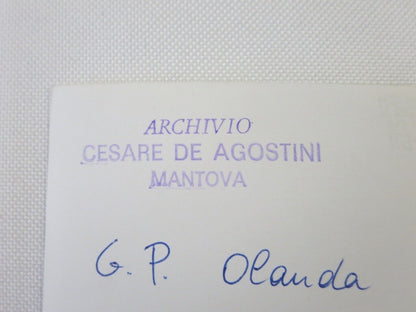 ARCHIVIO
CESARE DE AGOSTINI
MANTOVA
G. P. Olanda